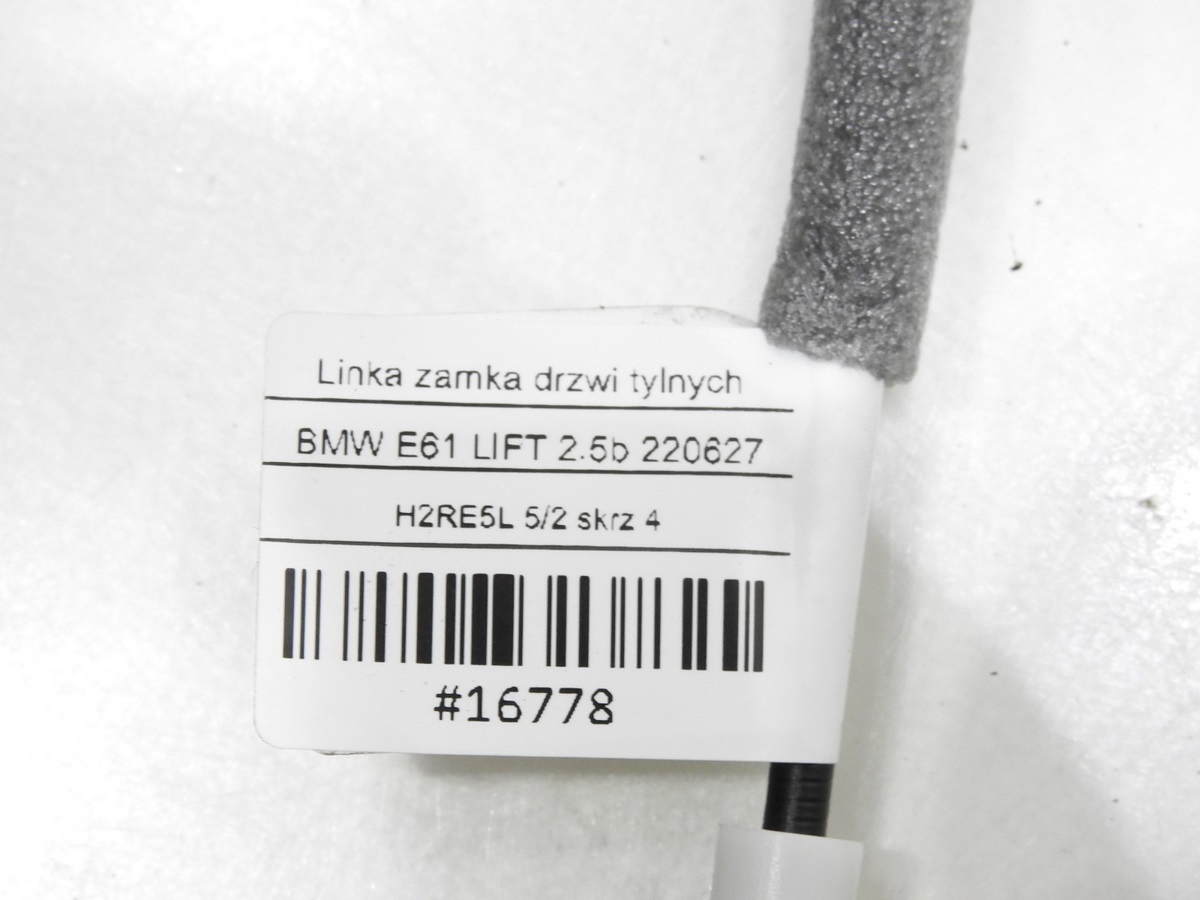 Linka zamka drzwi tylnych
BMW E61 LIFT 2.5b 220627
H2RE5L 5/2 skrz 4
#16778